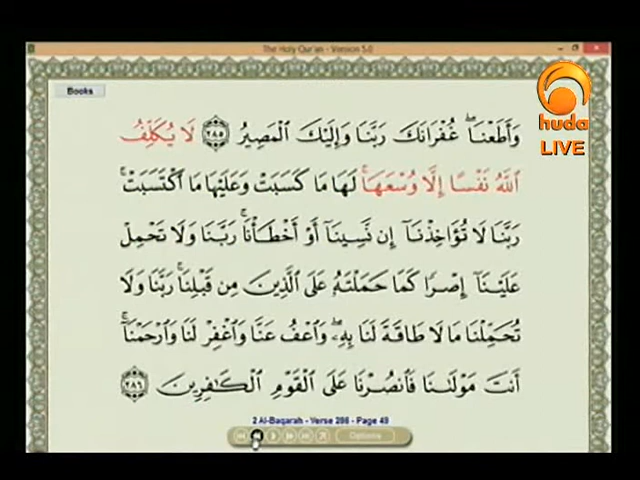 The Holy Qur'an - Version 5.0
Books
huda
LIVE
وَأَطَعْنَا ۖ غُفْرَانَكَ رَبَّنَا وَإِلَيْكَ الْمَصِيرُ ٢٨٥ لَا يُكَلِّفُ
اللَّهُ نَفْسًا إِلَّا وُسْعَهَا ۚ لَهَا مَا كَسَبَتْ وَعَلَيْهَا مَا اكْتَسَبَتْ ۗ
رَبَّنَا لَا تُؤَاخِذْنَا إِن نَّسِينَا أَوْ أَخْطَأْنَا ۚ رَبَّنَا وَلَا تَحْمِلْ
عَلَيْنَا إِصْرًا كَمَا حَمَلْتَهُ عَلَى الَّذِينَ مِن قَبْلِنَا ۚ رَبَّنَا وَلَا
تُحَمِّلْنَا مَا لَا طَاقَةَ لَنَا بِهِ ۖ وَاعْفُ عَنَّا وَاغْفِرْ لَنَا وَارْحَمْنَا ۚ
أَنتَ مَوْلَىٰنَا فَانصُرْنَا عَلَى الْقَوْمِ الْكَٰفِرِينَ ٢٨٦
2 Al-Baqarah - Verse 286 - Page 49
Options